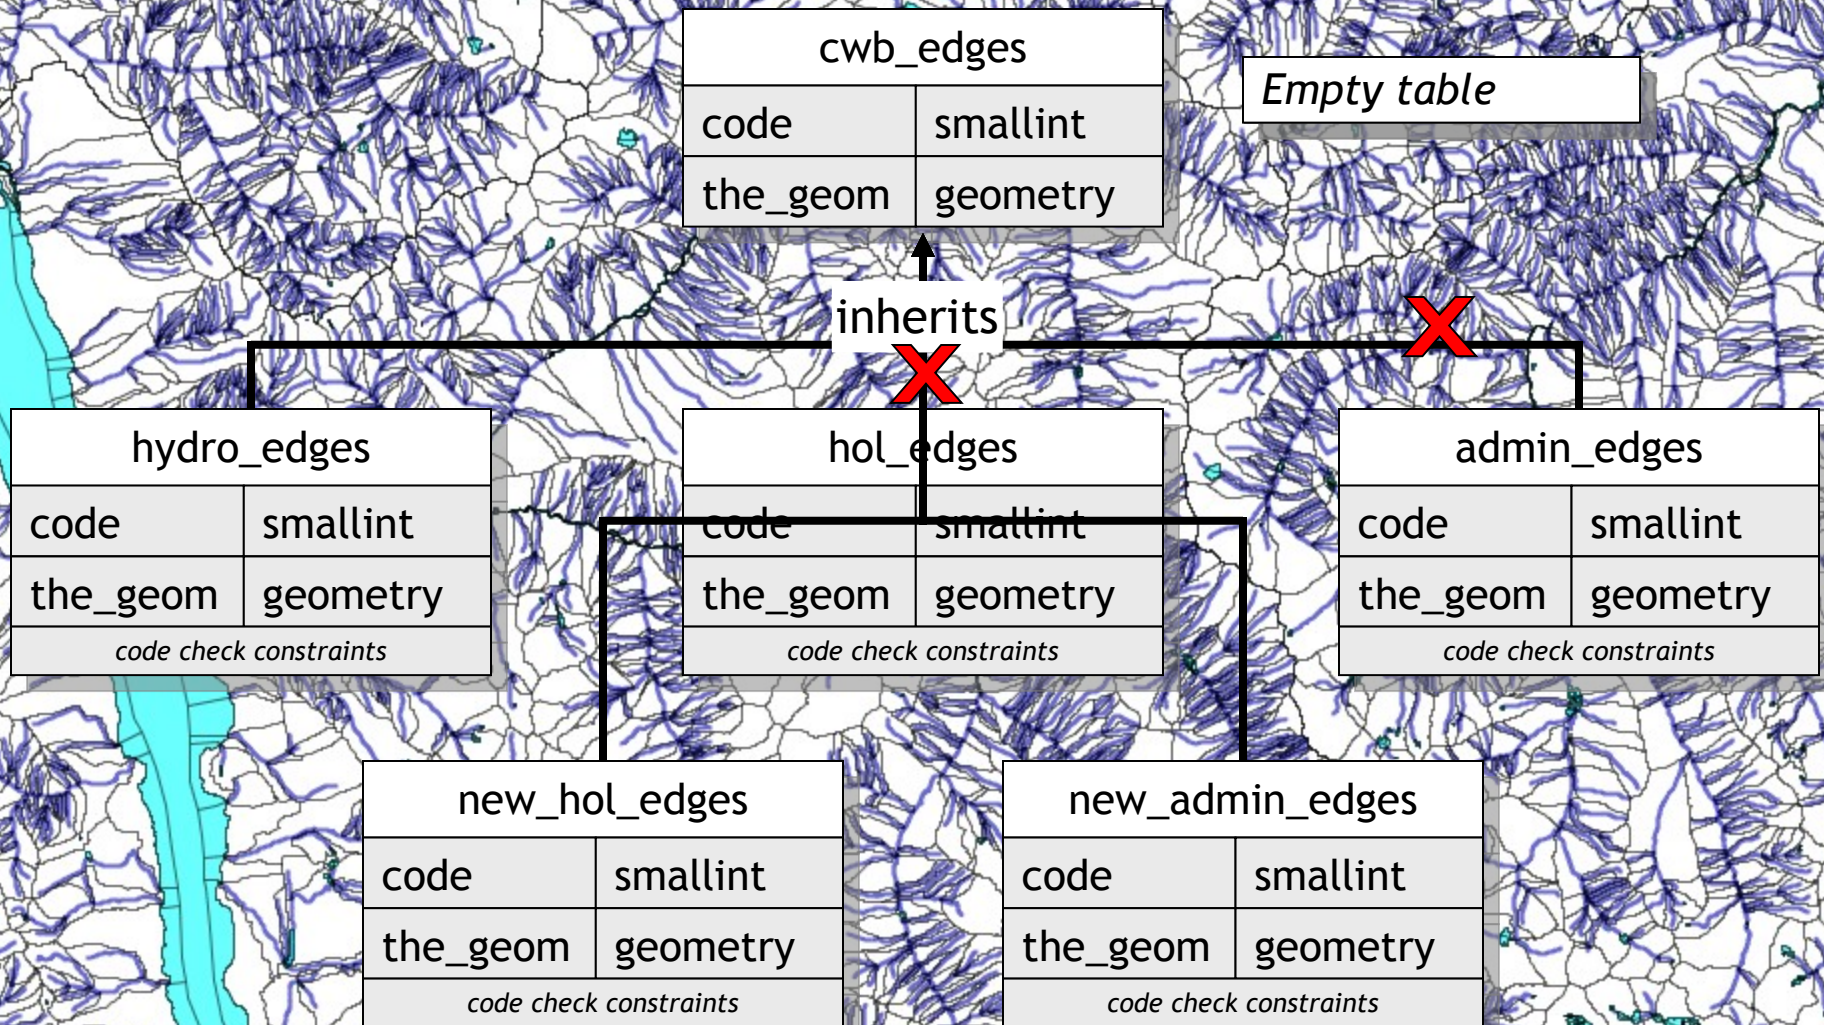 cwb_edges
Empty table
code smallint
the_geom geometry
inherits
hydro_edges
code smallint
the_geom geometry
code check constraints
hol_edges
code smallint
the_geom geometry
code check constraints
admin_edges
code smallint
the_geom geometry
code check constraints
new_hol_edges
code smallint
the_geom geometry
code check constraints
new_admin_edges
code smallint
the_geom geometry
code check constraints